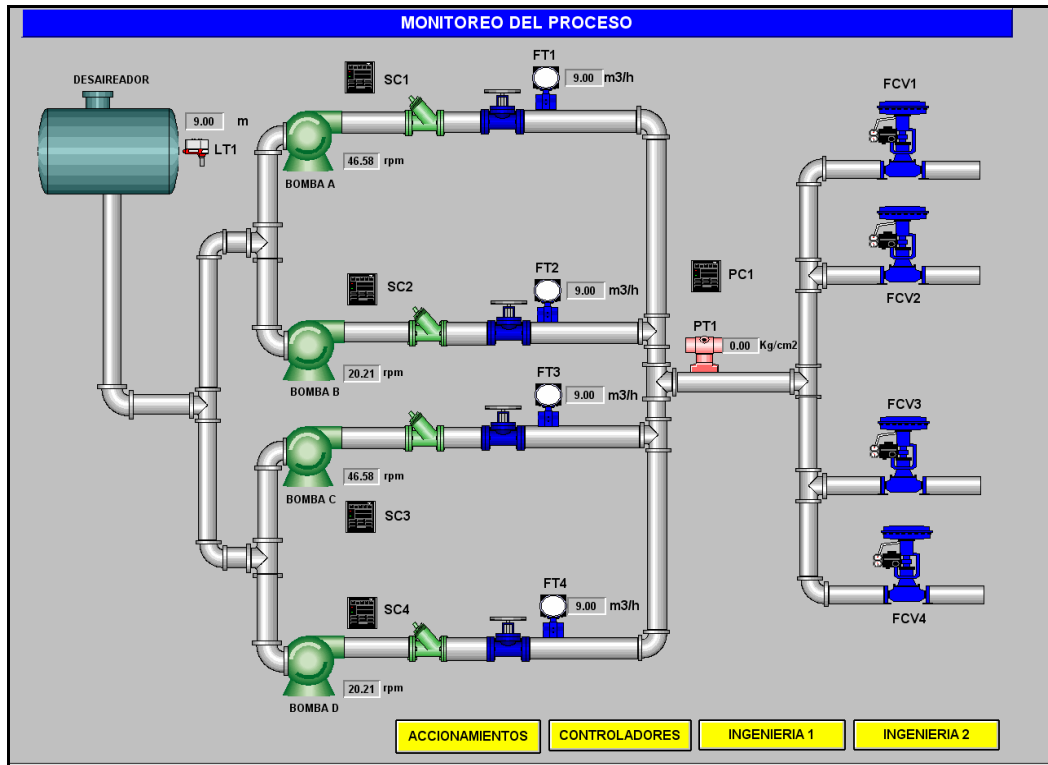 MONITOREO DEL PROCESO
DESAIREADOR
9.00 m
LT1
SC1
FT1
9.00 m3/h
46.58 rpm
BOMBA A
SC2
FT2
9.00 m3/h
20.21 rpm
BOMBA B
FT3
9.00 m3/h
46.58 rpm
BOMBA C
SC3
SC4
FT4
9.00 m3/h
20.21 rpm
BOMBA D
PC1
PT1
0.00 Kg/cm2
FCV1
FCV2
FCV3
FCV4
ACCIONAMIENTOS
CONTROLADORES
INGENIERIA 1
INGENIERIA 2